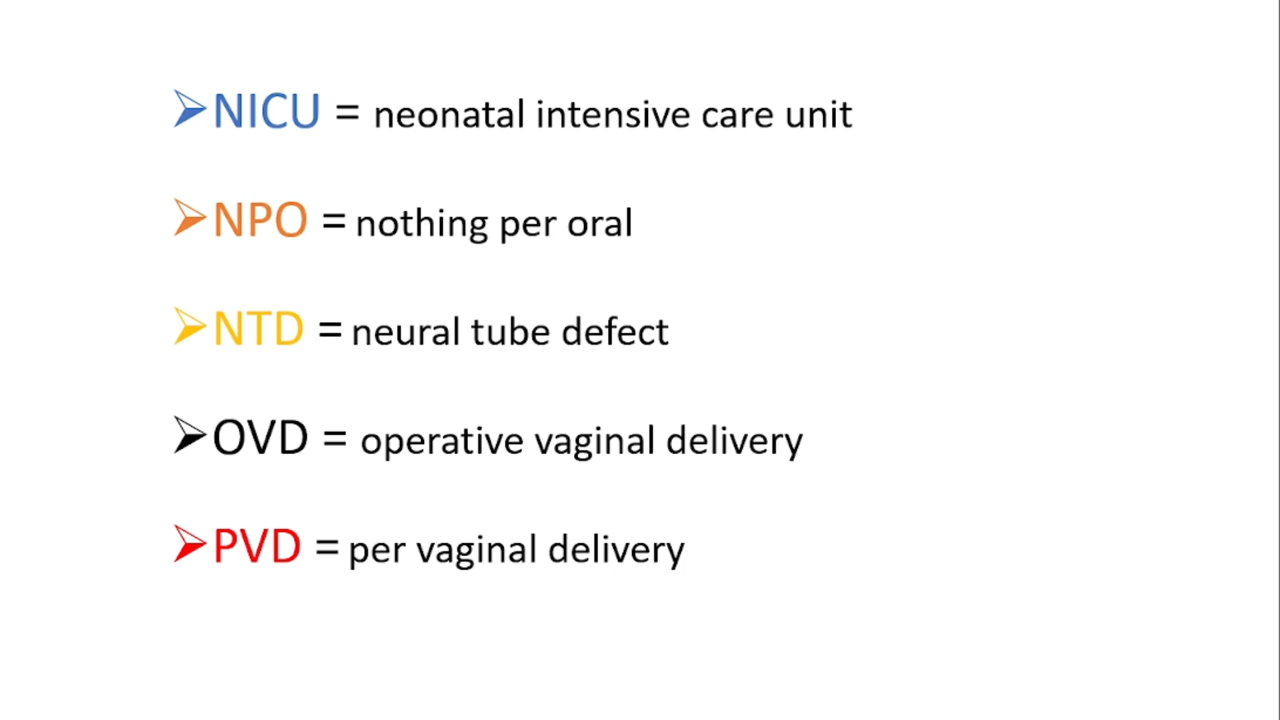 ➢NICU = neonatal intensive care unit
➢NPO = nothing per oral
➢NTD = neural tube defect
➢OVD = operative vaginal delivery
➢PVD = per vaginal delivery